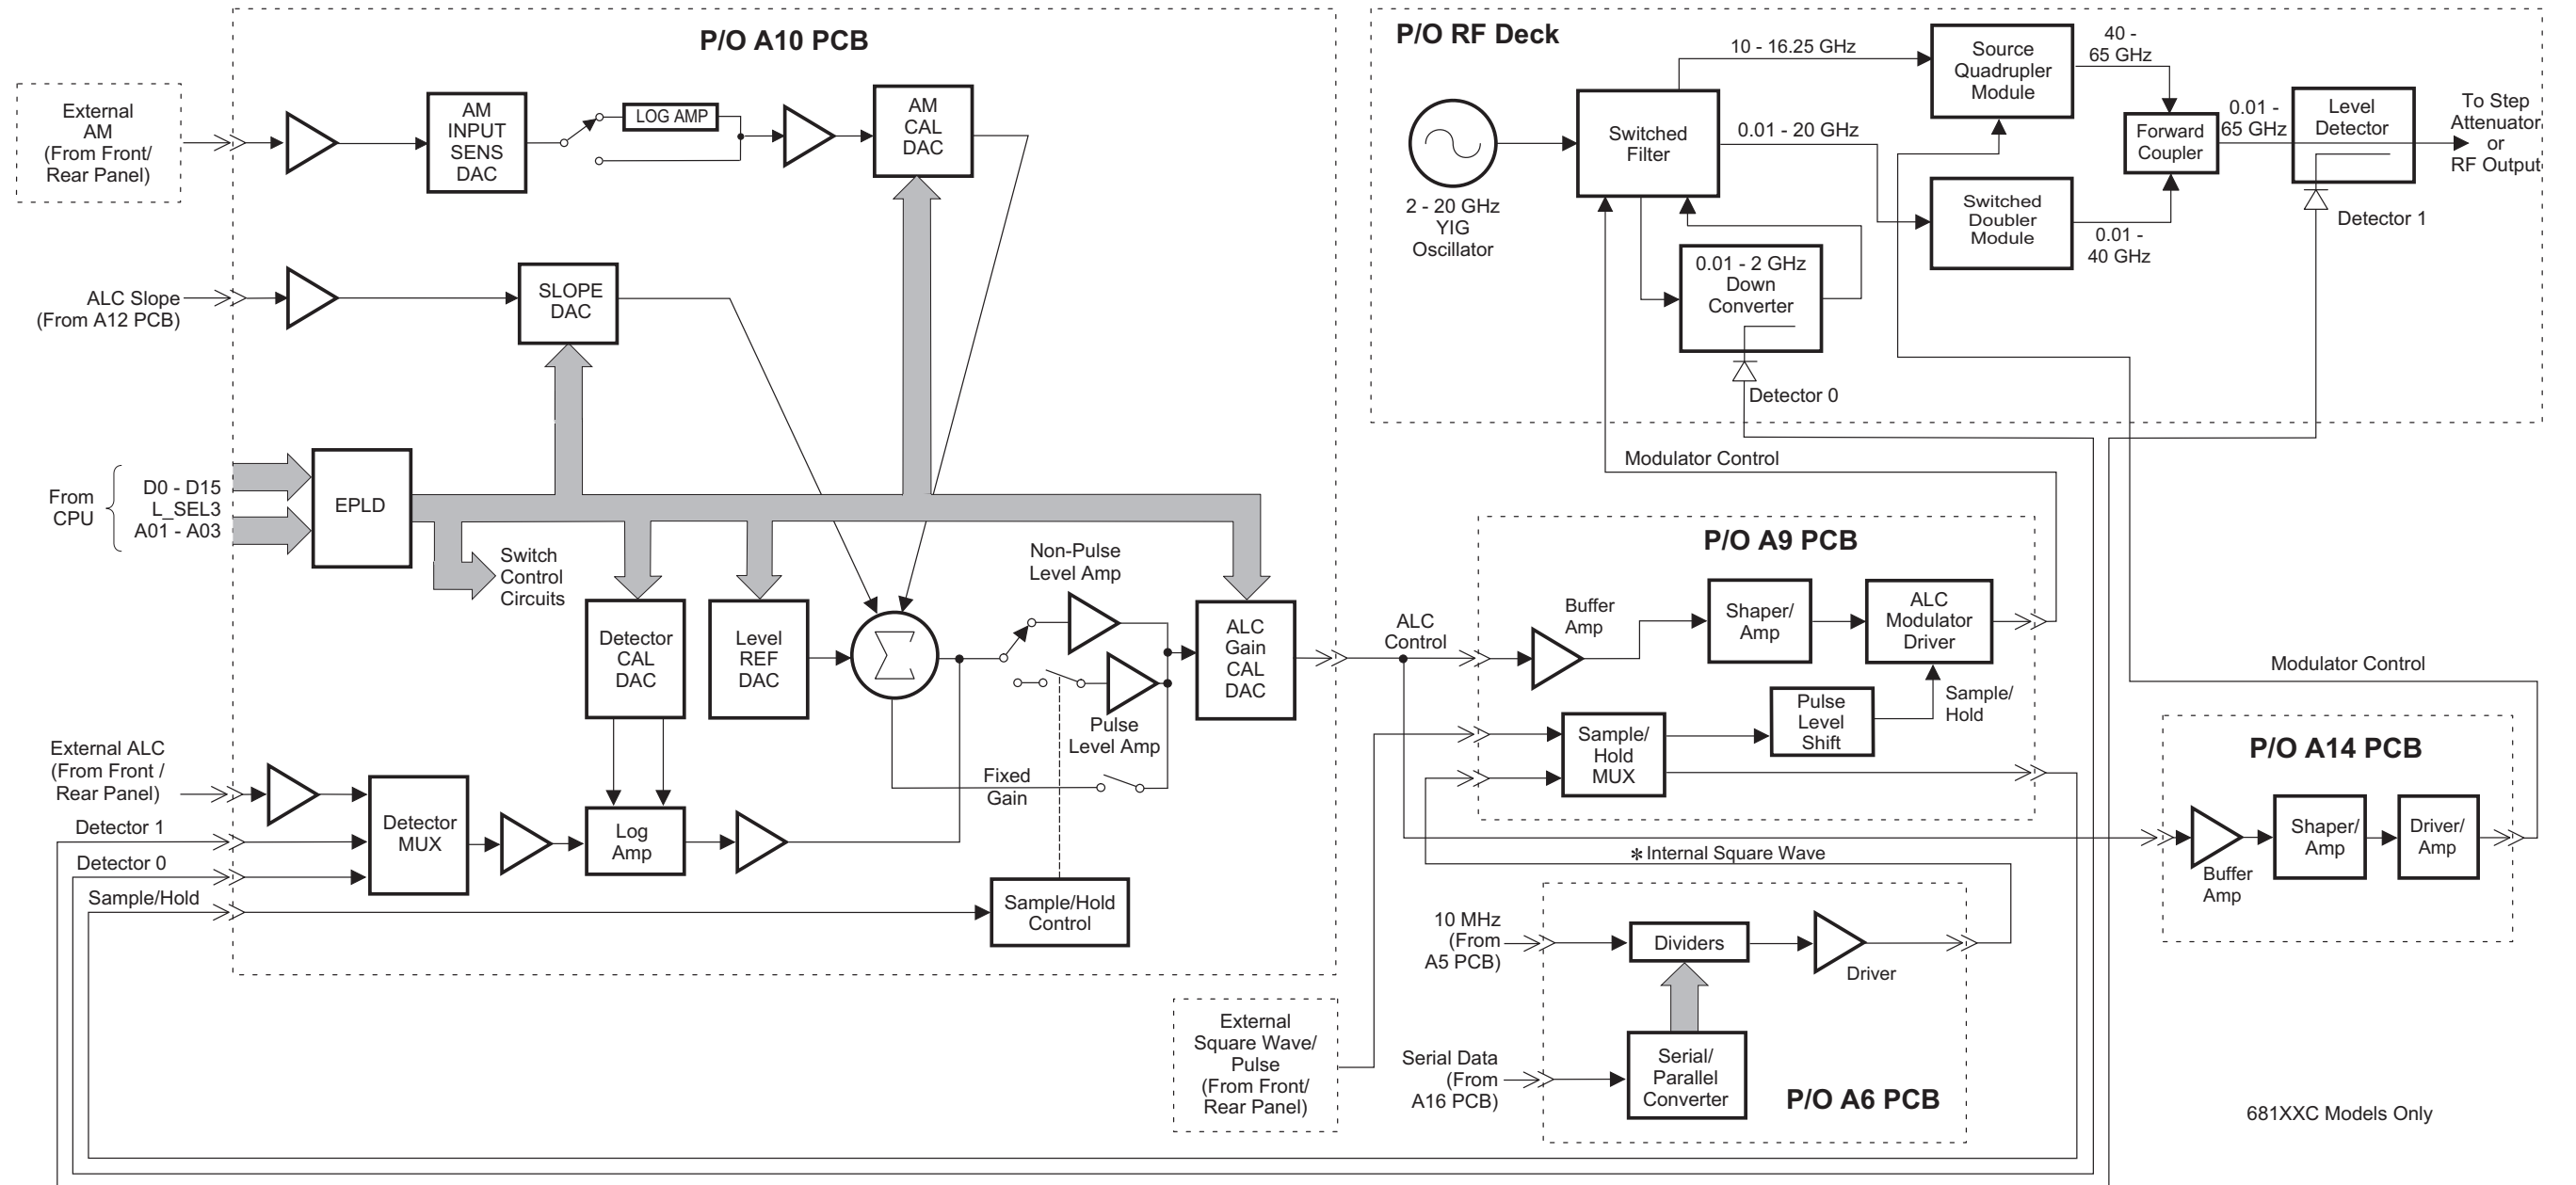 P/O A10 PCB
External
AM
(From Front/
Rear Panel)
AM
INPUT
SENS
DAC
LOG AMP
AM
CAL
DAC
ALC Slope
(From A12 PCB)
SLOPE
DAC
From
CPU
D0 - D15
L_SEL3
A01 - A03
EPLD
Switch
Control
Circuits
Detector
CAL
DAC
Level
REF
DAC
Non-Pulse
Level Amp
Pulse
Level Amp
ALC
Gain
CAL
DAC
Fixed
Gain
External ALC
(From Front /
Rear Panel)
Detector 1
Detector 0
Sample/Hold
Detector
MUX
Log
Amp
Sample/Hold
Control
P/O RF Deck
2 - 20 GHz
YIG
Oscillator
Switched
Filter
10 - 16.25 GHz
0.01 - 20 GHz
Source
Quadrupler
Module
40 -
65 GHz
Switched
Doubler
Module
0.01 -
40 GHz
Forward
Coupler
0.01 -
65 GHz
Level
Detector
To Step
Attenuator
or
RF Output
Detector 1
0.01 - 2 GHz
Down
Converter
Detector 0
Modulator Control
P/O A9 PCB
ALC
Control
Buffer
Amp
Shaper/
Amp
ALC
Modulator
Driver
Sample/
Hold
MUX
Pulse
Level
Shift
Sample/
Hold
Modulator Control
P/O A14 PCB
Buffer
Amp
Shaper/
Amp
Driver/
Amp
* Internal Square Wave
10 MHz
(From
A5 PCB)
Dividers
Driver
External
Square Wave/
Pulse
(From Front/
Rear Panel)
Serial Data
(From
A16 PCB)
Serial/
Parallel
Converter
P/O A6 PCB
681XXC Models Only